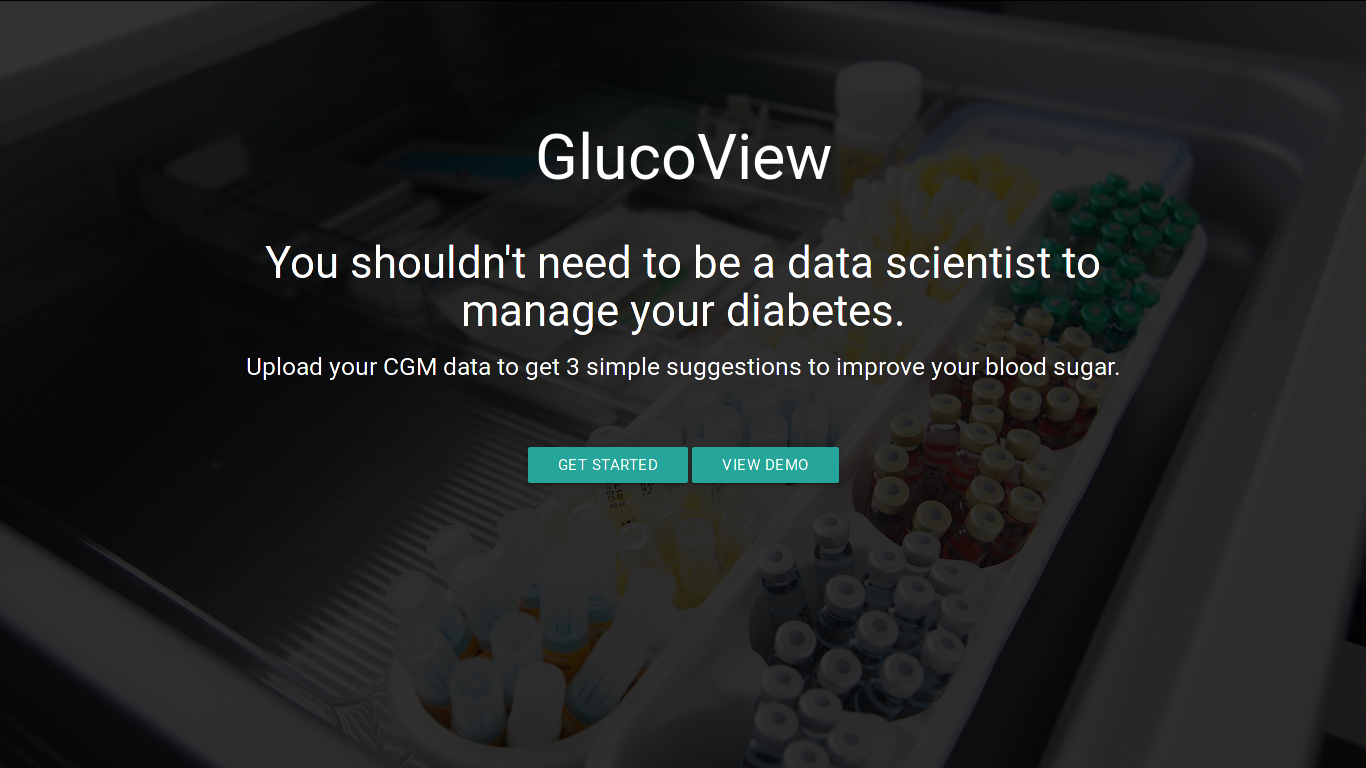 GlucoView
You shouldn't need to be a data scientist to
manage your diabetes.
Upload your CGM data to get 3 simple suggestions to improve your blood sugar.
GET STARTED
VIEW DEMO